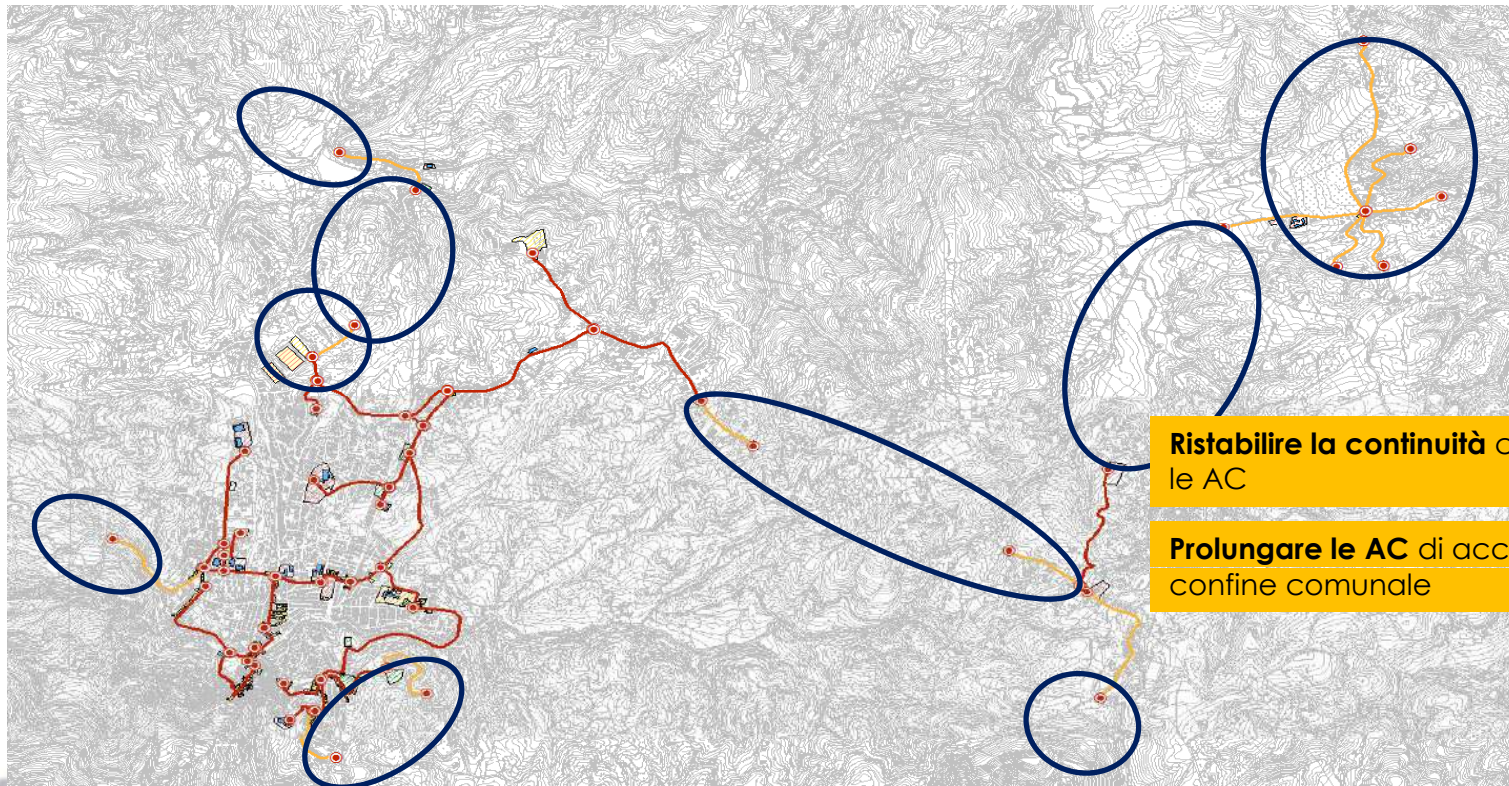 Ristabilire la continuità
le AC
Prolungare le AC di
confine comunale